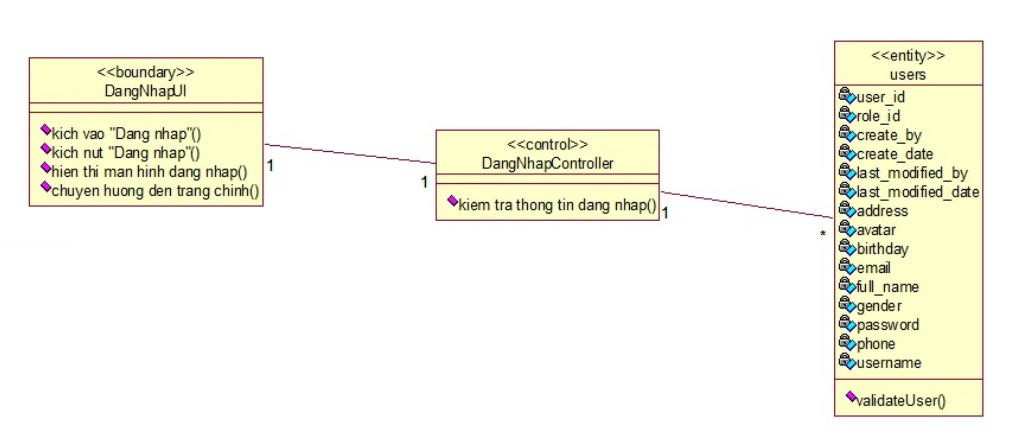 <<boundary>>
DangNhapUI
kich vao "Dang nhap"()
kich nut "Dang nhap"()
hien thi man hinh dang nhap()
chuyen huong den trang chinh()
1
1
<<control>>
DangNhapController
kiem tra thong tin dang nhap()
1
*
<<entity>>
users
user_id
role_id
create_by
create_date
last_modified_by
last_modified_date
address
avatar
birthday
email
full_name
gender
password
phone
username
validateUser()